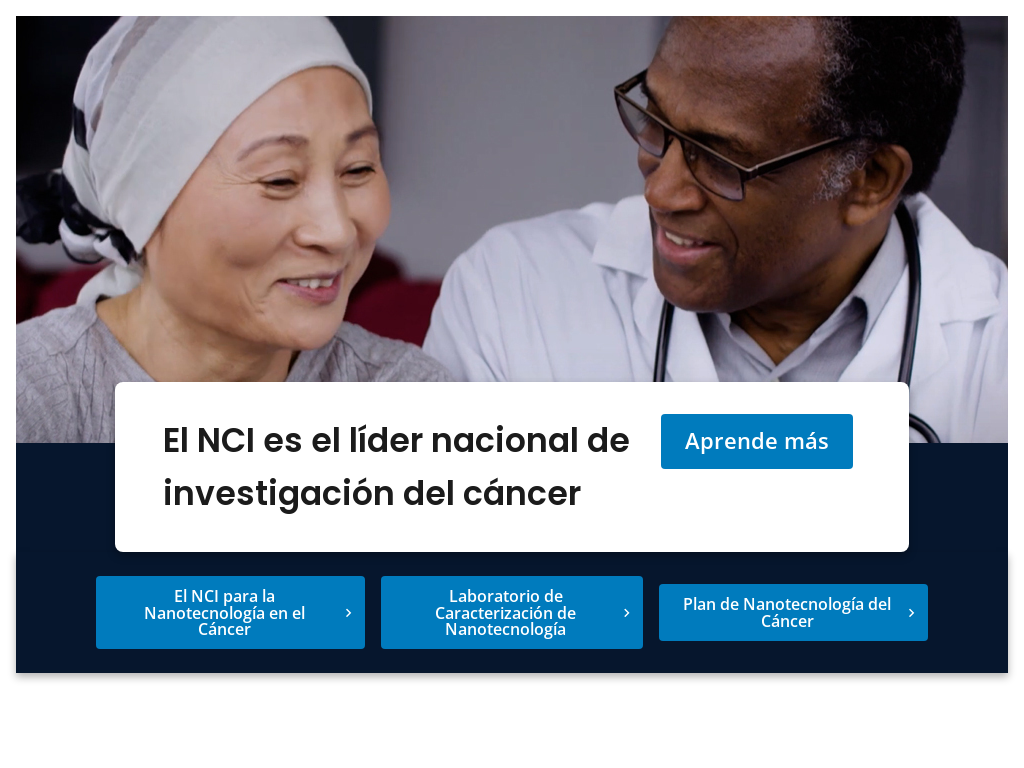 El NCI es el líder nacional de
investigación del cáncer
Aprende más
El NCI para la
Nanotecnología en el
Cáncer
Laboratorio de
Caracterización de
Nanotecnología
Plan de Nanotecnología del
Cáncer